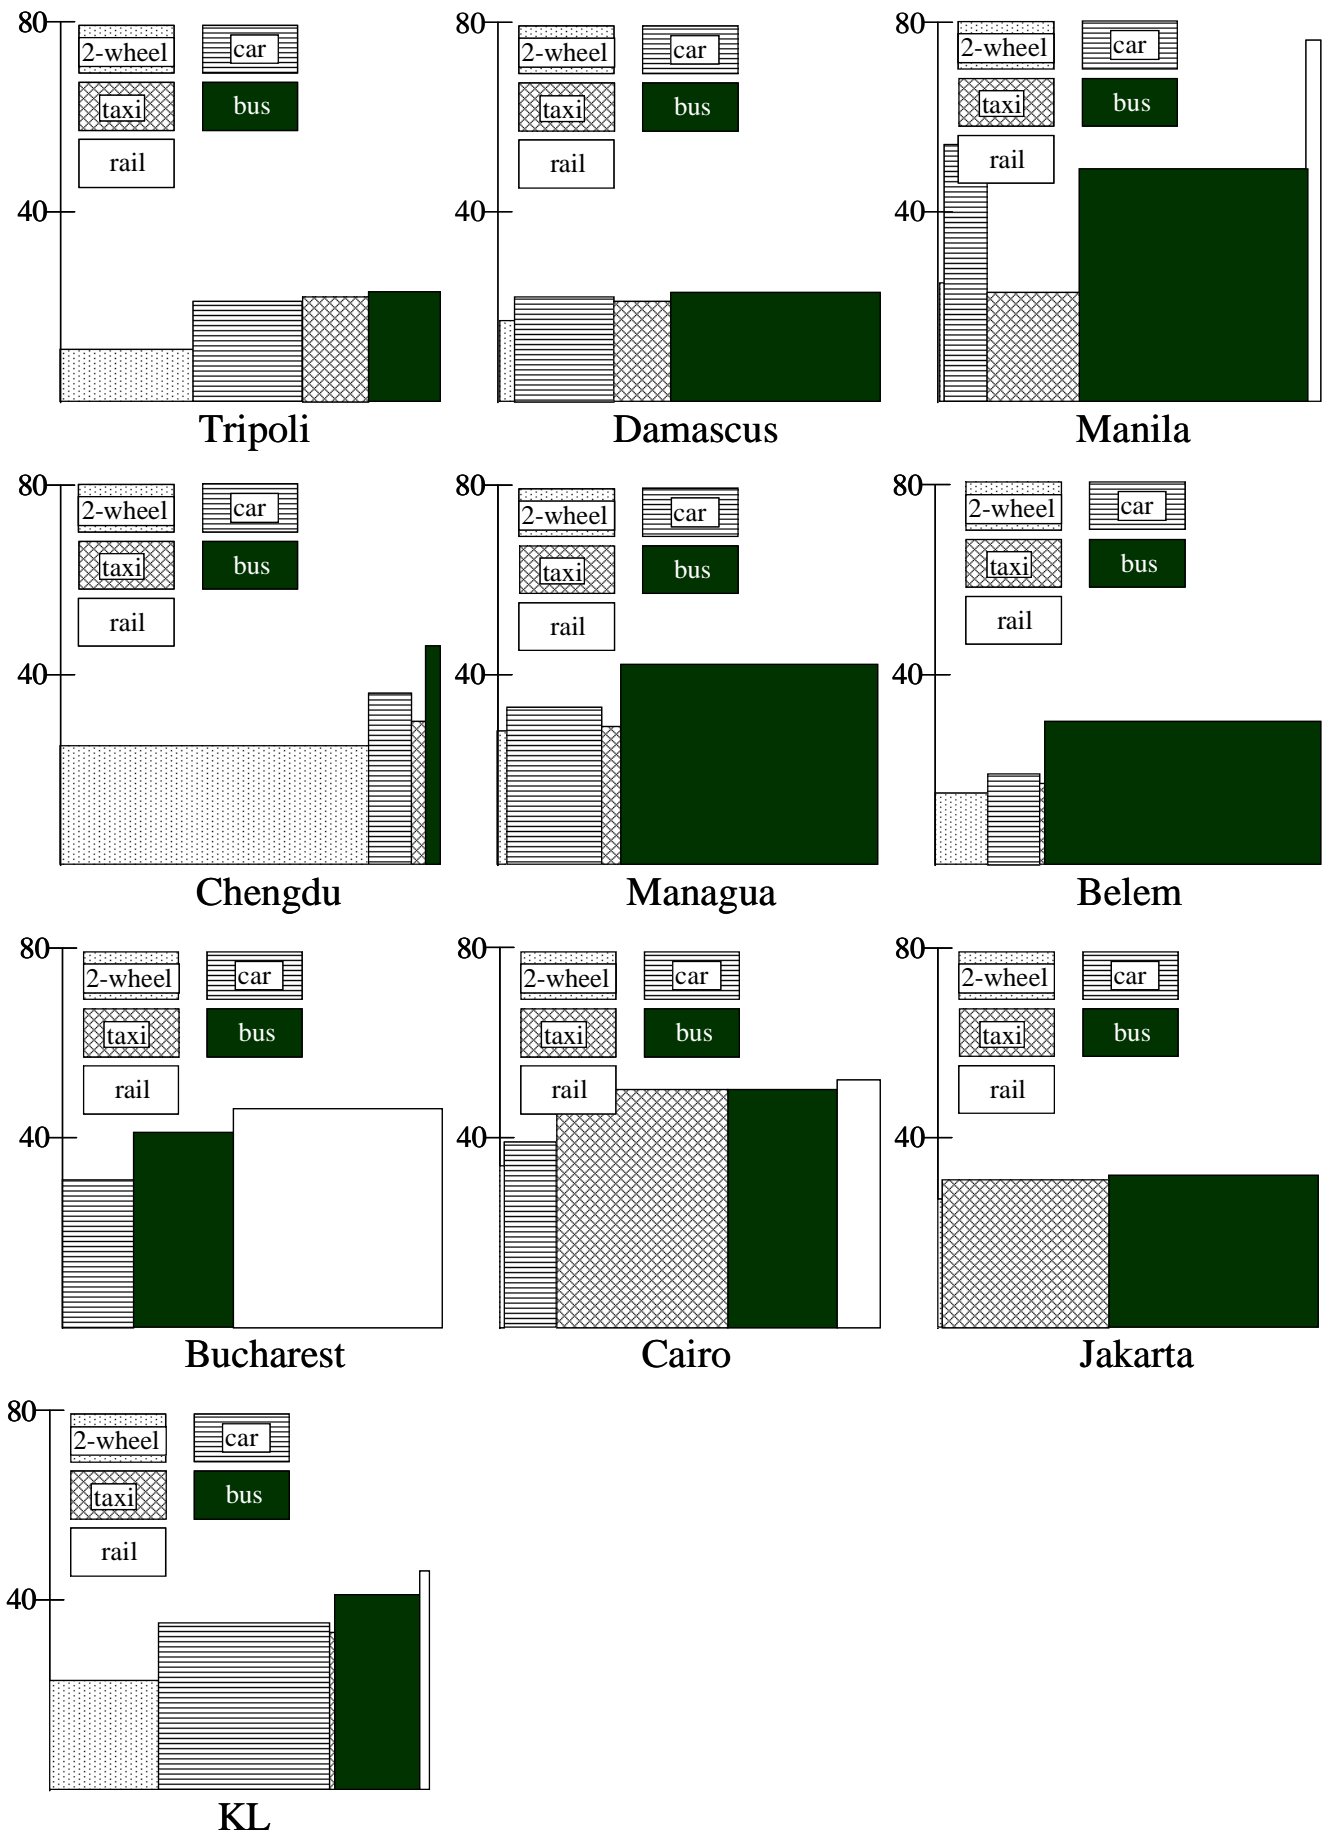 80 80 80
2-wheel car 2-wheel car 2-wheel car
taxi bus taxi bus taxi bus
rail rail rail
40 40 40
Tripoli Damascus Manila
80 80 80
2-wheel car 2-wheel car 2-wheel car
taxi bus taxi bus taxi bus
rail rail rail
40 40 40
Chengdu Managua Belem
80 80 80
2-wheel car 2-wheel car 2-wheel car
taxi bus taxi bus taxi bus
rail rail rail
40 40 40
Bucharest Cairo Jakarta
80
2-wheel car
taxi bus
rail
40
KL